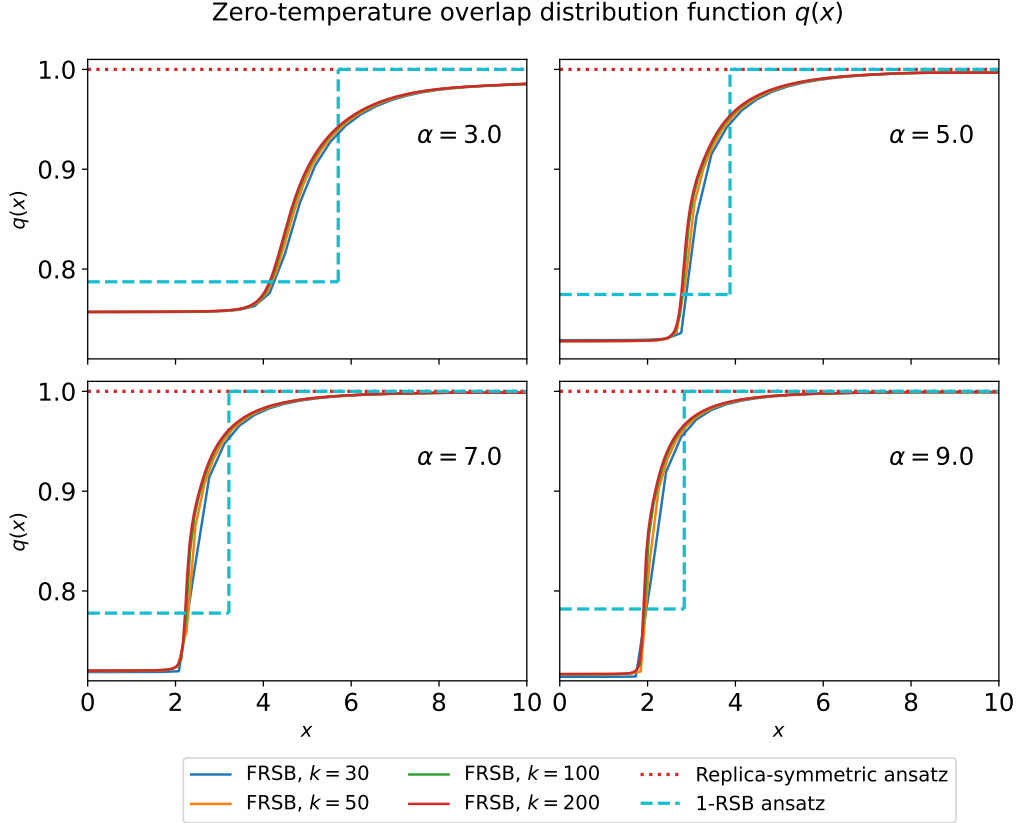 Zero-temperature overlap distribution function q(x)
1.0
0.9
0.8
q(x)
α = 3.0
α = 5.0
1.0
0.9
0.8
q(x)
α = 7.0
α = 9.0
0 2 4 6 8 10
0 2 4 6 8 10
x
x
FRSB, k = 30
FRSB, k = 50
FRSB, k = 100
FRSB, k = 200
Replica-symmetric ansatz
1-RSB ansatz